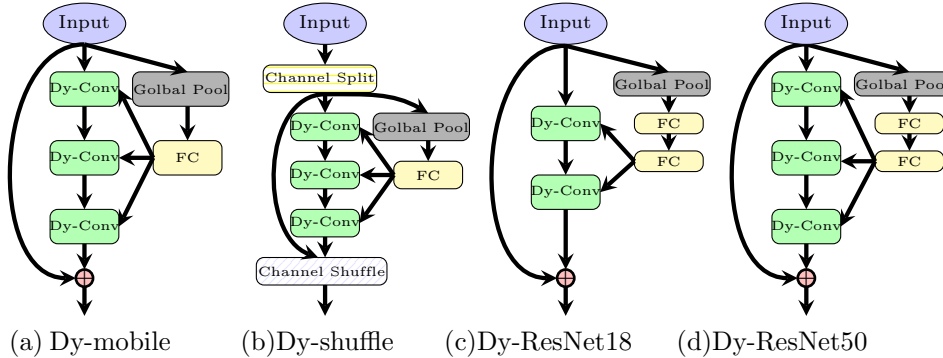 Input
Dy-Conv
Golbal Pool
Dy-Conv
FC
Dy-Conv
(a) Dy-mobile
Input
Channel Split
Dy-Conv
Golbal Pool
Dy-Conv
FC
Dy-Conv
Channel Shuffle
(b)Dy-shuffle
Input
Golbal Pool
Dy-Conv
FC
FC
Dy-Conv
(c)Dy-ResNet18
Input
Dy-Conv
Golbal Pool
FC
Dy-Conv
FC
Dy-Conv
(d)Dy-ResNet50